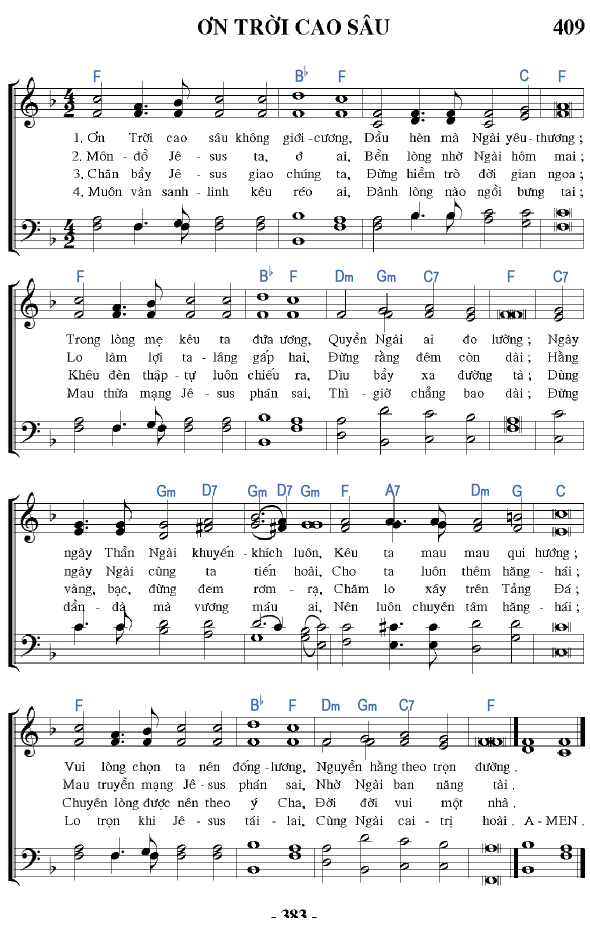 ƠN TRỜI CAO SÂU 409
F B♭ F C F
1. Ơn Trời cao sâu không giới-cương, Dầu hèn mà Ngài yêu-thương;
2. Môn-đồ Jê-sus ta, ớ ai, Bền lòng nhờ Ngài hôm mai;
3. Chăn bầy Jê-sus giao chúng ta, Đừng hiềm trò đời gian ngoa;
4. Muôn vàn sanh-linh kêu réo ai, Đành lòng nào ngồi bưng tai;
F B♭ F Dm Gm C7 F C7
Trong lòng mẹ kêu ta đứa ương, Quyền Ngài ai đo lường; Ngày
Lo làm lợi ta-lâng gấp hai, Đừng rằng đêm còn dài; Hằng
Khêu đèn thập-tự luôn chiếu ra, Dìu bầy xa đường tà; Dùng
Mau thừa mạng Jê-sus phán sai, Thì-giờ chẳng bao dài; Đừng
Gm D7 Gm D7 Gm F A7 Dm G C
ngày Thần Ngài khuyến-khích luôn, Kêu ta mau mau qui hướng;
ngày Ngài cùng ta tiến hoài, Cho ta luôn thêm hăng-hái;
vàng, bạc, đừng đem rơm-rạ, Chăm lo xây trên Tảng Đá;
dần-dà mà vương mấu ai, Nên luôn chuyên tâm hăng-hái;
F B♭ F Dm Gm C7 F
Vui lòng chọn ta nên đống-lương, Nguyền hằng theo trọn đường.
Mau truyền mạng Jê-sus phán sai, Nhờ Ngài ban năng tài.
Chuyên lòng được nên theo ý Cha, Đời đời vui một nhà.
Lo trọn khi Jê-sus tái-lai, Cùng Ngài cai-trị hoài. A-MEN.
- 383 -